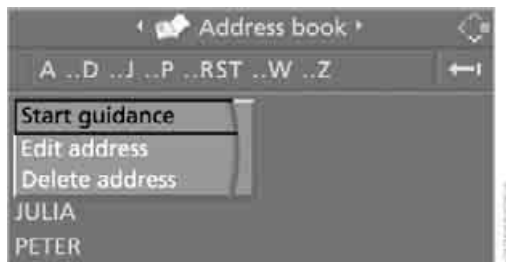 Address book
A ..D ..J ..P ..RST ..W ..Z
Start guidance
Edit address
Delete address
JULIA
PETER